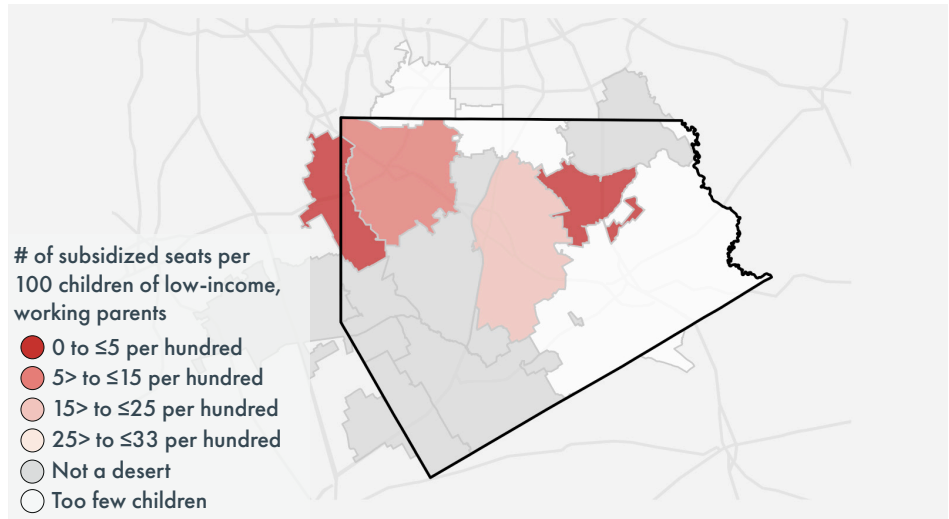 # of subsidized seats per
100 children of low-income,
working parents
0 to ≤5 per hundred
5> to ≤15 per hundred
15> to ≤25 per hundred
25> to ≤33 per hundred
Not a desert
Too few children